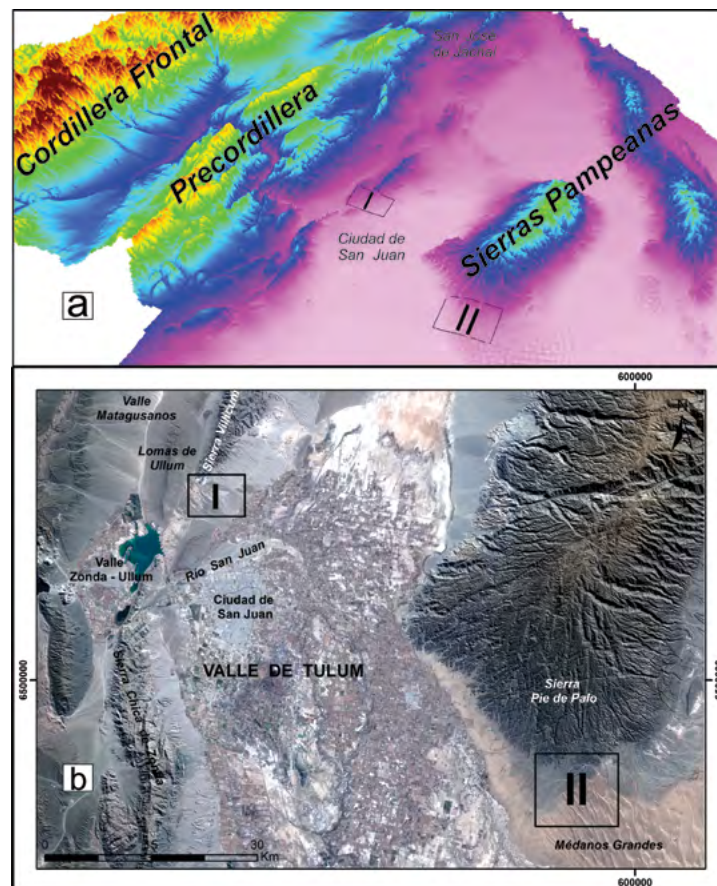 Cordillera Frontal
Precordillera
San José
de Jáchal
Sierras Pampeanas
I
Ciudad de
San Juan
II
a
600000
Valle
Matagusanos
Lomas de
Ullum
Sierra Villicum
N
I
Valle
Zonda - Ullum
Río San Juan
Ciudad de
San Juan
VALLE DE TULUM
6500000
Sierra Chica de Zonda
Sierra
Pie de Palo
II
b
Médanos Grandes
0
30
Km
600000